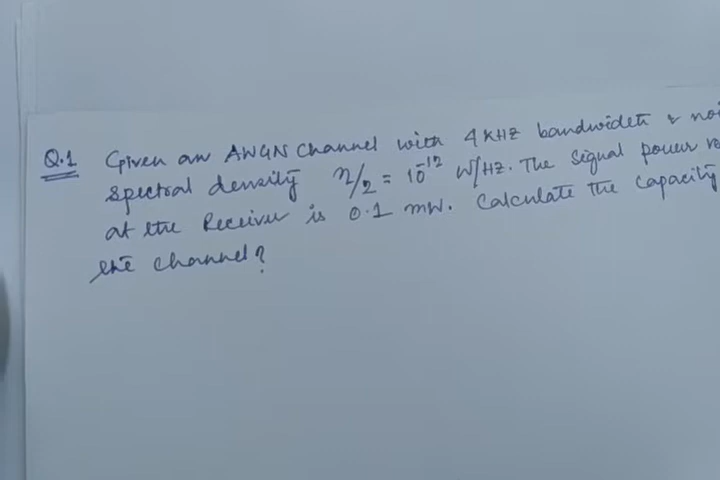 Q.1 Given an AWGN channel with 4 KHZ bandwidth & noi
spectral density η/2 = 10⁻¹² W/HZ. The signal power r
at the Receiver is 0.1 mW. Calculate the capacity
the channel?